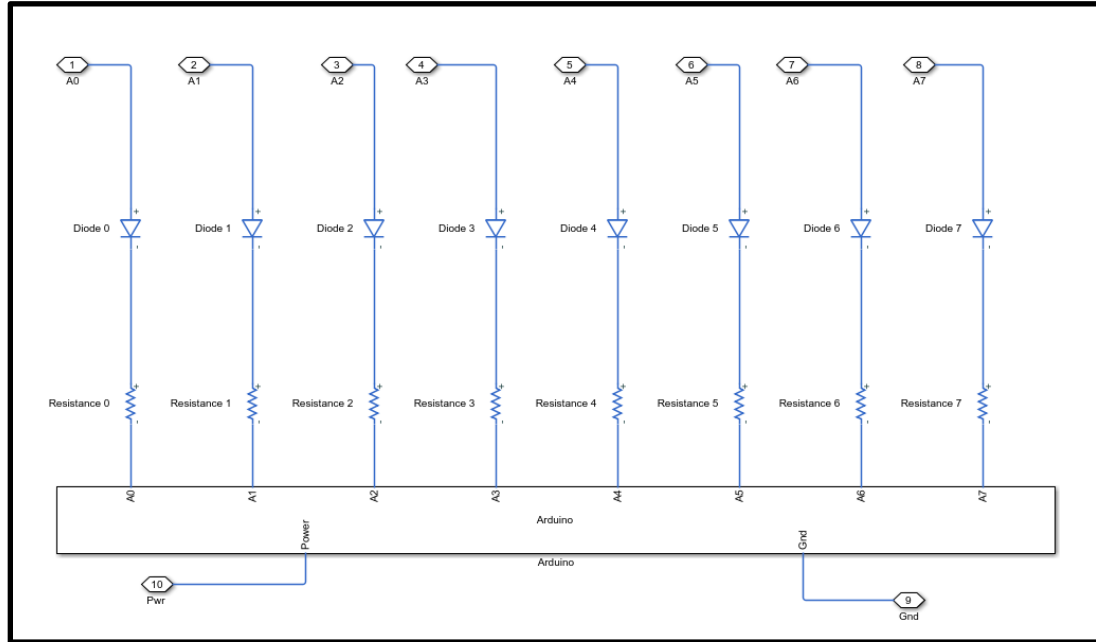 1 2 3 4 5 6 7 8
A0 A1 A2 A3 A4 A5 A6 A7
+ + + + + + + +
Diode 0 Diode 1 Diode 2 Diode 3 Diode 4 Diode 5 Diode 6 Diode 7
- - - - - - - -
+ + + + + + + +
Resistance 0 Resistance 1 Resistance 2 Resistance 3 Resistance 4 Resistance 5 Resistance 6 Resistance 7
- - - - - - - -
A0 A1 A2 A3 A4 A5 A6 A7
Arduino
Power Gnd
Arduino
10
Pwr
9
Gnd